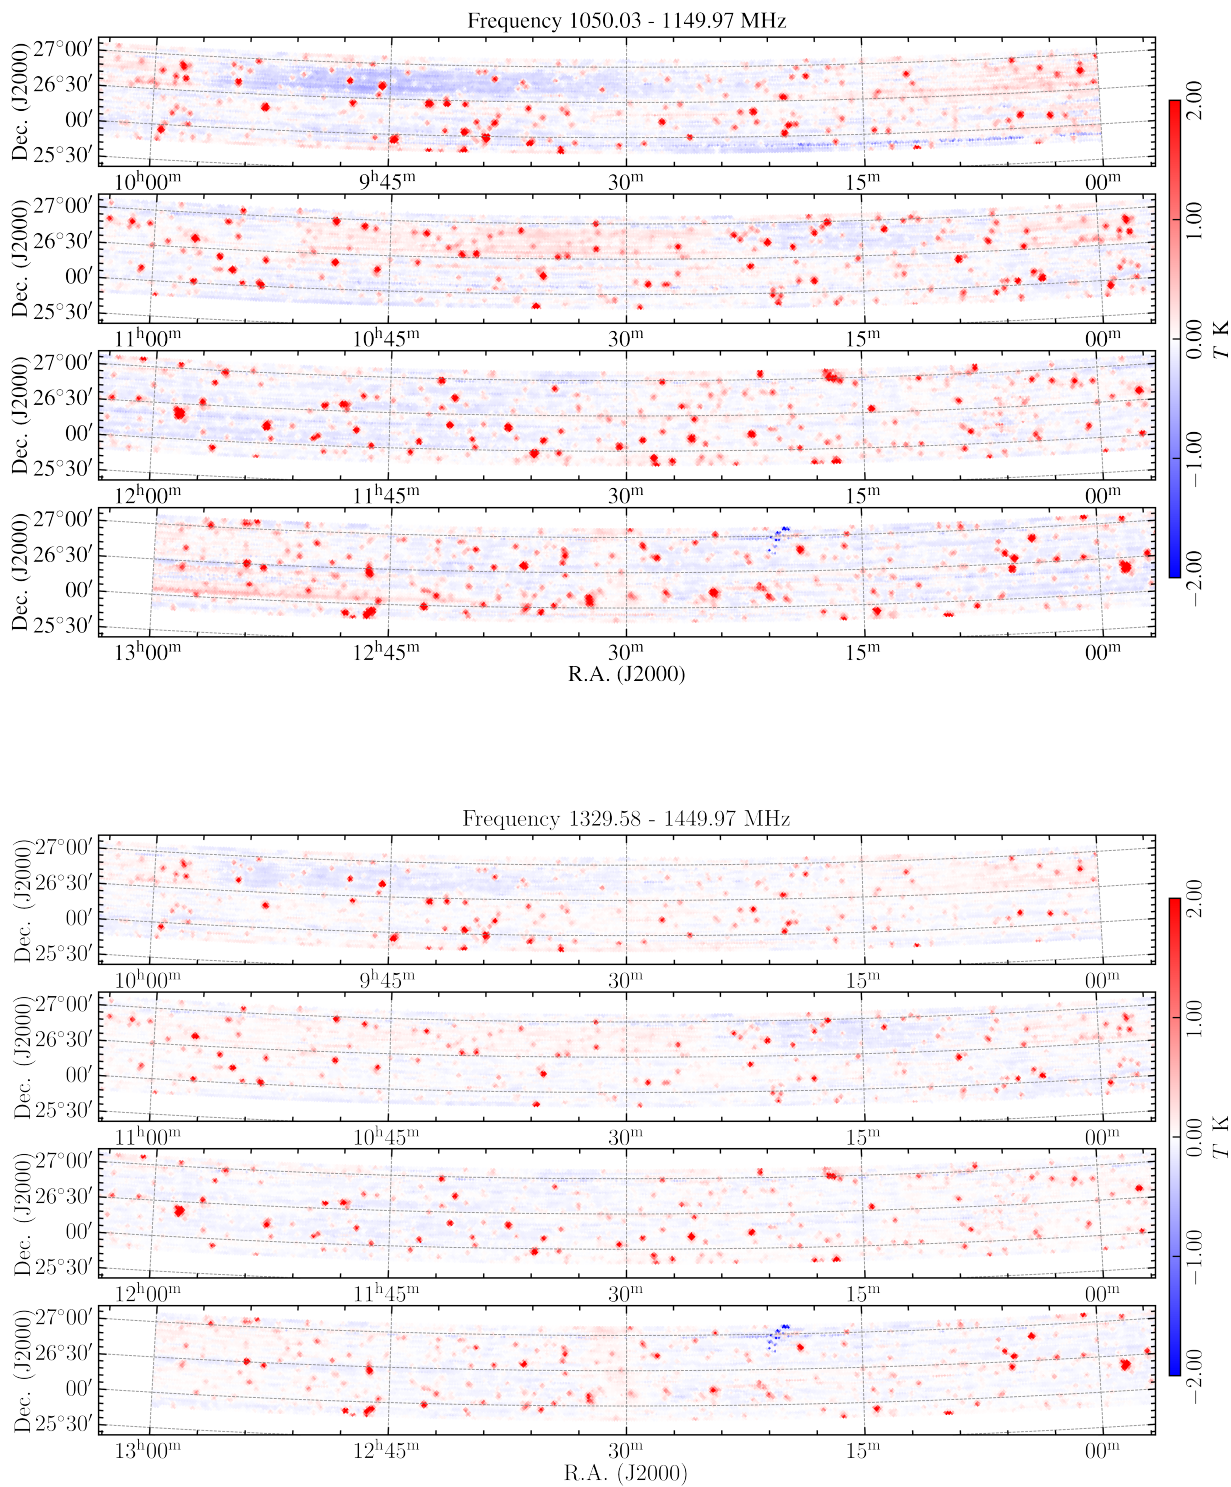 Frequency 1050.03 - 1149.97 MHz
Dec. (J2000)
27°00′
26°30′
00′
25°30′
10ʰ00ᵐ 9ʰ45ᵐ 30ᵐ 15ᵐ 00ᵐ
Dec. (J2000)
27°00′
26°30′
00′
25°30′
11ʰ00ᵐ 10ʰ45ᵐ 30ᵐ 15ᵐ 00ᵐ
Dec. (J2000)
27°00′
26°30′
00′
25°30′
12ʰ00ᵐ 11ʰ45ᵐ 30ᵐ 15ᵐ 00ᵐ
Dec. (J2000)
27°00′
26°30′
00′
25°30′
13ʰ00ᵐ 12ʰ45ᵐ 30ᵐ 15ᵐ 00ᵐ
R.A. (J2000)
2.00
1.00
0.00
−1.00
−2.00
T K
Frequency 1329.58 - 1449.97 MHz
Dec. (J2000)
27°00′
26°30′
00′
25°30′
10ʰ00ᵐ 9ʰ45ᵐ 30ᵐ 15ᵐ 00ᵐ
Dec. (J2000)
27°00′
26°30′
00′
25°30′
11ʰ00ᵐ 10ʰ45ᵐ 30ᵐ 15ᵐ 00ᵐ
Dec. (J2000)
27°00′
26°30′
00′
25°30′
12ʰ00ᵐ 11ʰ45ᵐ 30ᵐ 15ᵐ 00ᵐ
Dec. (J2000)
27°00′
26°30′
00′
25°30′
13ʰ00ᵐ 12ʰ45ᵐ 30ᵐ 15ᵐ 00ᵐ
R.A. (J2000)
2.00
1.00
0.00
−1.00
−2.00
T K